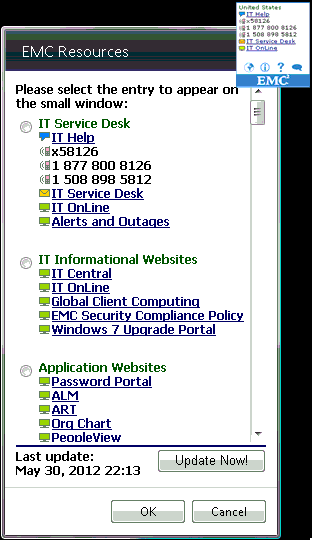 United States
IT Help
x58126
1 877 800 8126
1 508 898 5812
IT Service Desk
IT OnLine
EMC²
EMC Resources
Please select the entry to appear on
the small window:
IT Service Desk
IT Help
x58126
1 877 800 8126
1 508 898 5812
IT Service Desk
IT OnLine
Alerts and Outages
IT Informational Websites
IT Central
IT OnLine
Global Client Computing
EMC Security Compliance Policy
Windows 7 Upgrade Portal
Application Websites
Password Portal
ALM
ART
Org Chart
PeopleView
Last update:
May 30, 2012 22:13
Update Now!
OK
Cancel